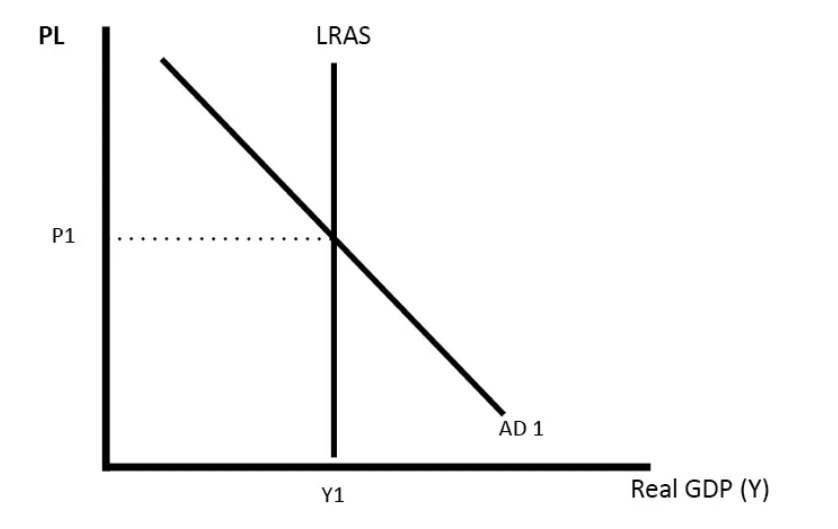 PL
LRAS
P1
AD 1
Y1
Real GDP (Y)